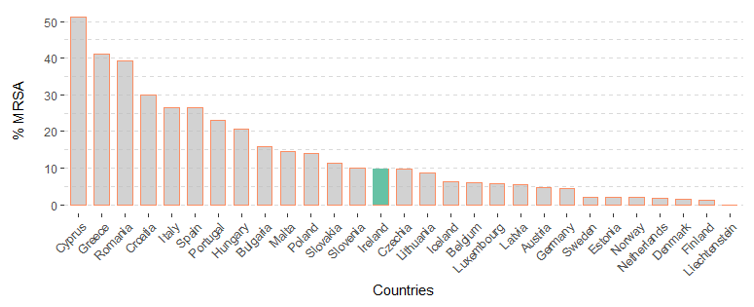 % MRSA
50
40
30
20
10
0
Cyprus
Greece
Romania
Croatia
Italy
Spain
Portugal
Hungary
Bulgaria
Malta
Poland
Slovakia
Slovenia
Ireland
Czechia
Lithuania
Iceland
Belgium
Luxembourg
Latvia
Austria
Germany
Sweden
Estonia
Norway
Netherlands
Denmark
Finland
Liechtenstein
Countries